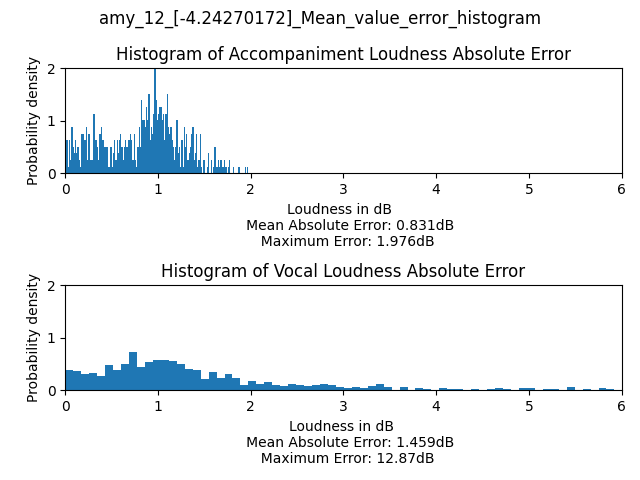 amy_12_[-4.24270172]_Mean_value_error_histogram
Histogram of Accompaniment Loudness Absolute Error
Probability density
2
1
0
0 1 2 3 4 5 6
Loudness in dB
Mean Absolute Error: 0.831dB
Maximum Error: 1.976dB
Histogram of Vocal Loudness Absolute Error
Probability density
2
1
0
0 1 2 3 4 5 6
Loudness in dB
Mean Absolute Error: 1.459dB
Maximum Error: 12.87dB